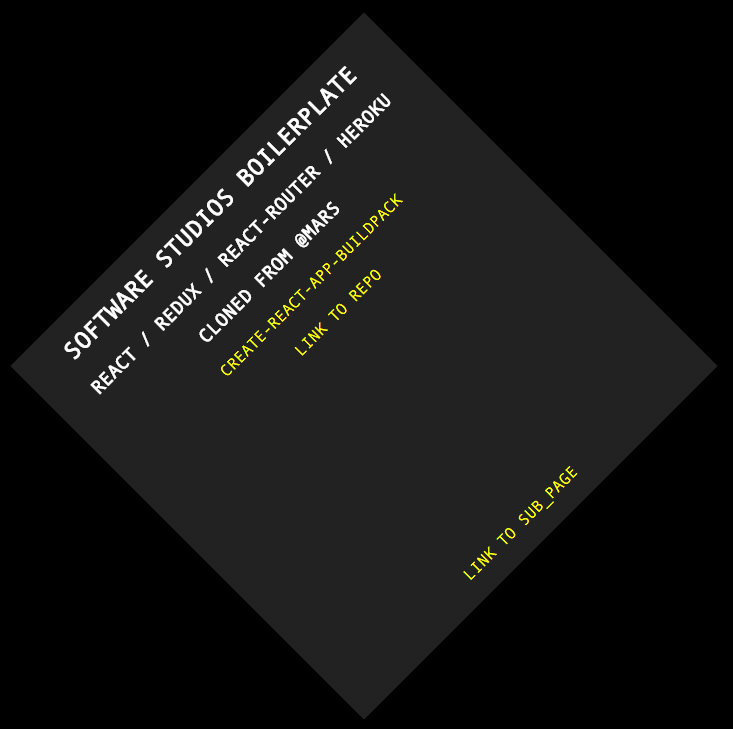 SOFTWARE STUDIOS BOILERPLATE
REACT / REDUX / REACT-ROUTER / HEROKU
CLONED FROM @MARS
CREATE-REACT-APP-BUILDPACK
LINK TO REPO
LINK TO SUB_PAGE